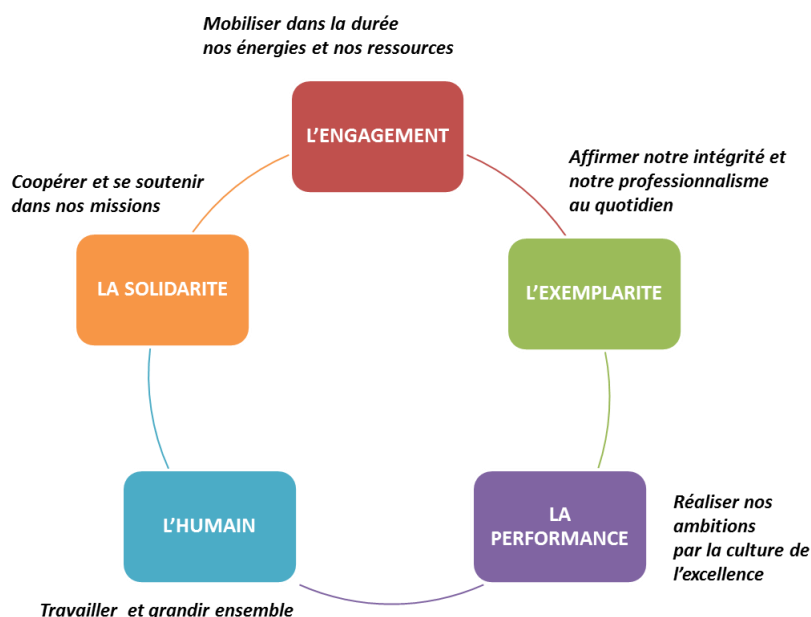 Mobiliser dans la durée
nos énergies et nos ressources
L’ENGAGEMENT
Affirmer notre intégrité et
notre professionnalisme
au quotidien
Coopérer et se soutenir
dans nos missions
LA SOLIDARITE
L’EXEMPLARITE
L’HUMAIN
LA
PERFORMANCE
Réaliser nos
ambitions
par la culture de
l’excellence
Travailler et grandir ensemble